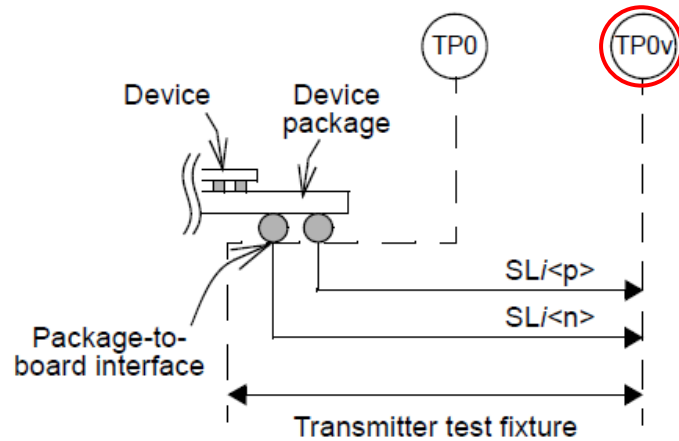 TP0
TP0v
Device
Device
package
SLi<p>
SLi<n>
Package-to-
board interface
Transmitter test fixture